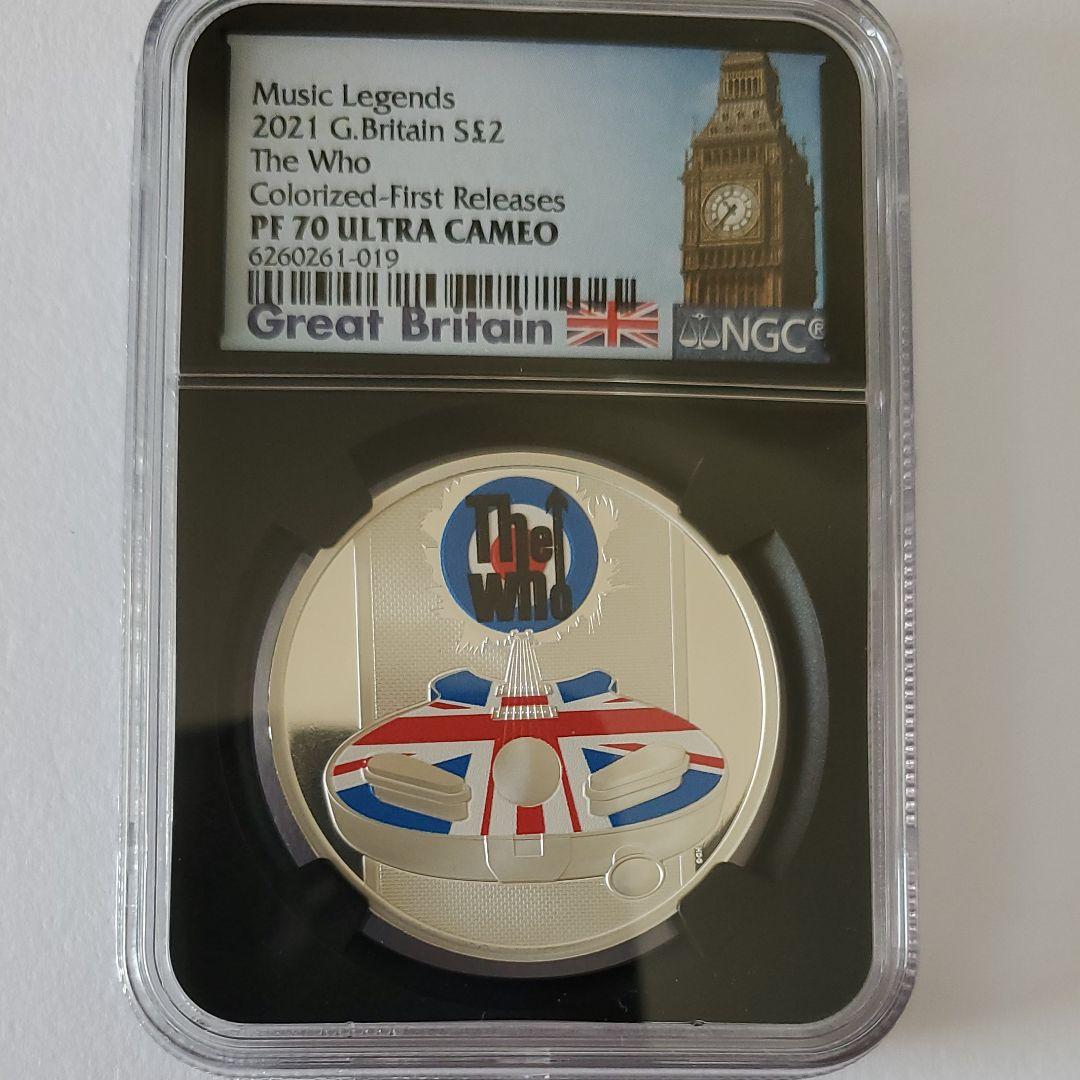 Music Legends
2021 G.Britain S£2
The Who
Colorized-First Releases
PF 70 ULTRA CAMEO
6260261-019
Great Britain
NGC®
The
who